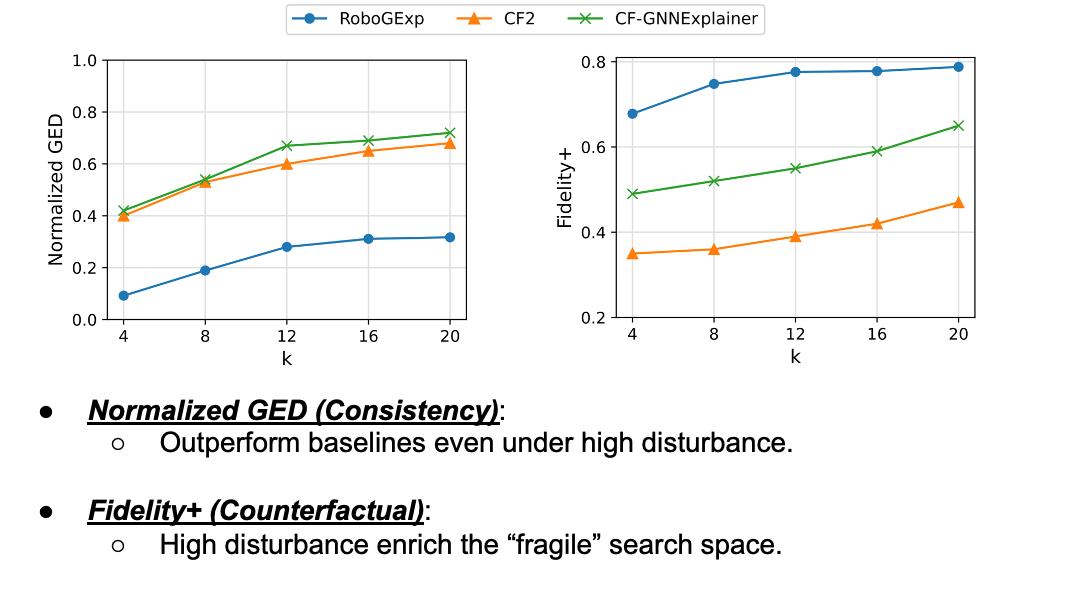 RoboGExp CF2 CF-GNNExplainer
Normalized GED
1.0
0.8
0.6
0.4
0.2
0.0
4 8 12 16 20
k
Fidelity+
0.8
0.6
0.4
0.2
4 8 12 16 20
k
● Normalized GED (Consistency):
○ Outperform baselines even under high disturbance.
● Fidelity+ (Counterfactual):
○ High disturbance enrich the “fragile” search space.